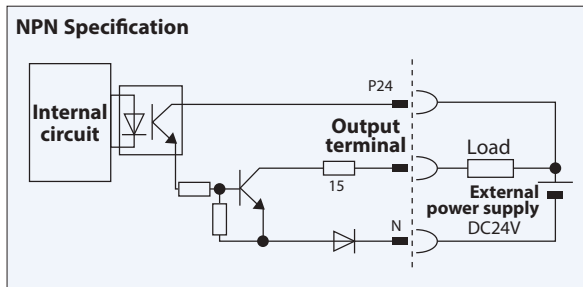 NPN Specification
P24
Internal
circuit
Output
terminal
Load
15
External
power supply
N
DC24V